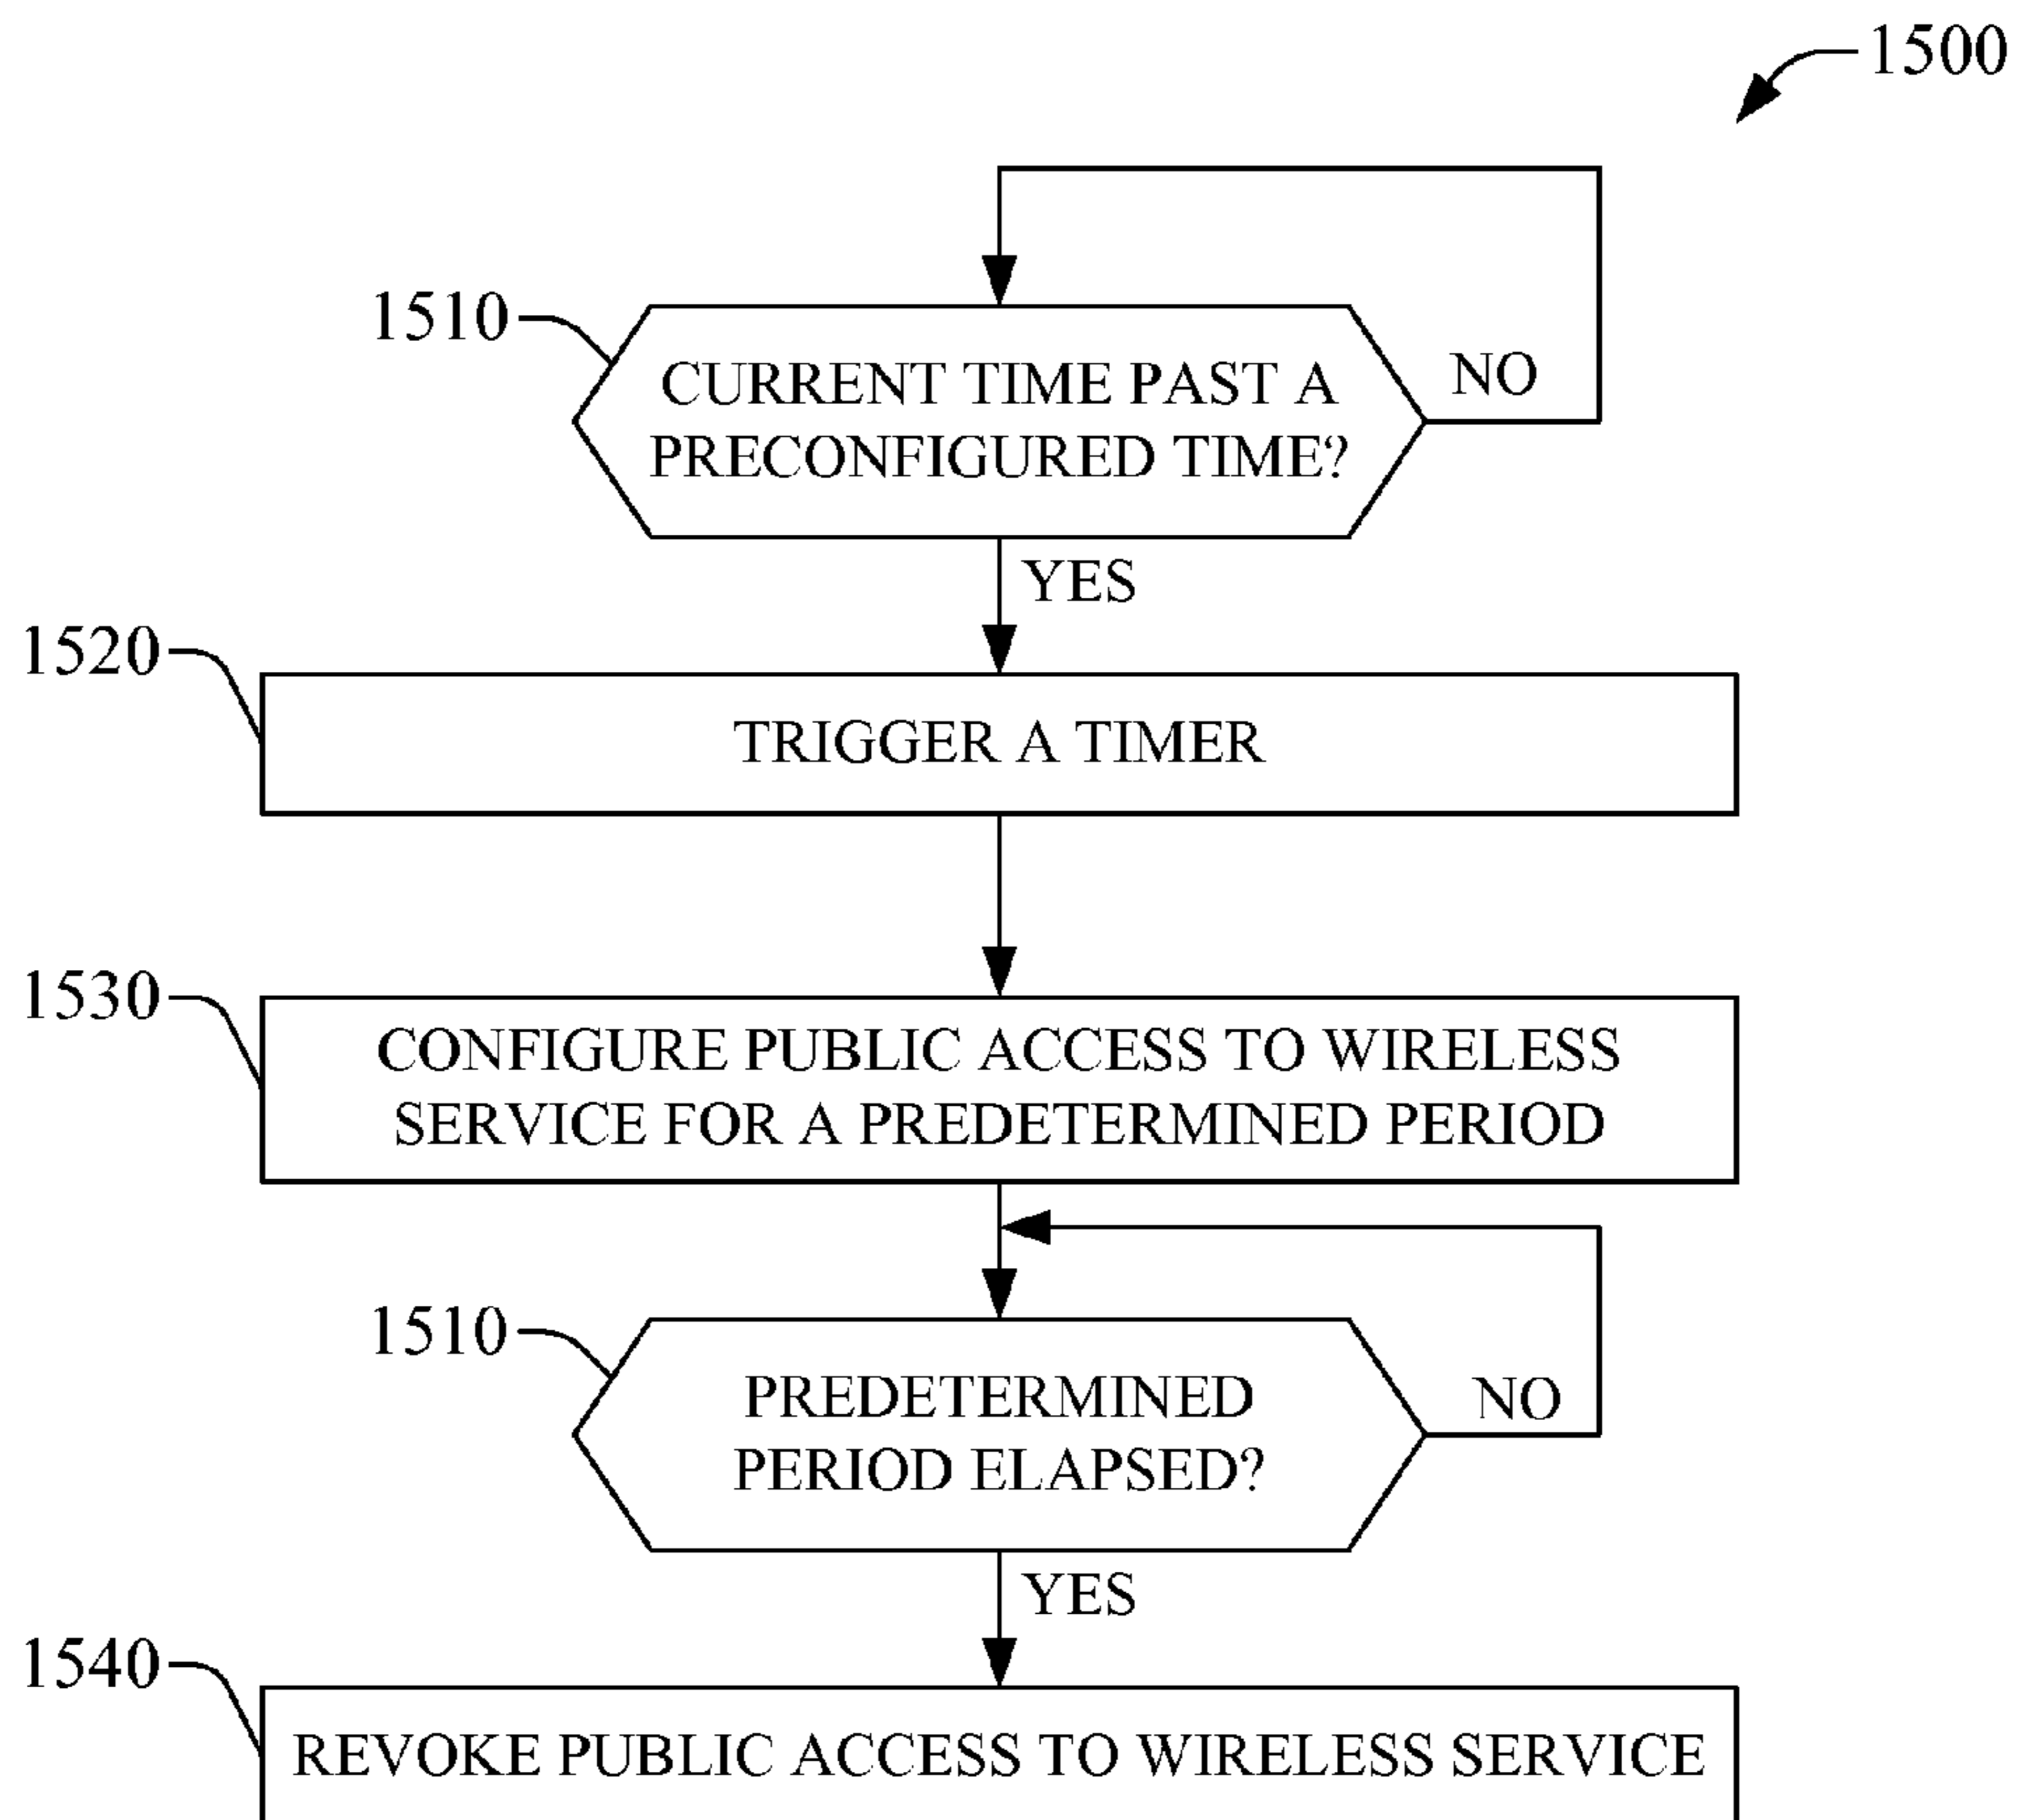 1500
1510
CURRENT TIME PAST A
PRECONFIGURED TIME?
NO
YES
1520
TRIGGER A TIMER
1530
CONFIGURE PUBLIC ACCESS TO WIRELESS
SERVICE FOR A PREDETERMINED PERIOD
1510
PREDETERMINED
PERIOD ELAPSED?
NO
YES
1540
REVOKE PUBLIC ACCESS TO WIRELESS SERVICE